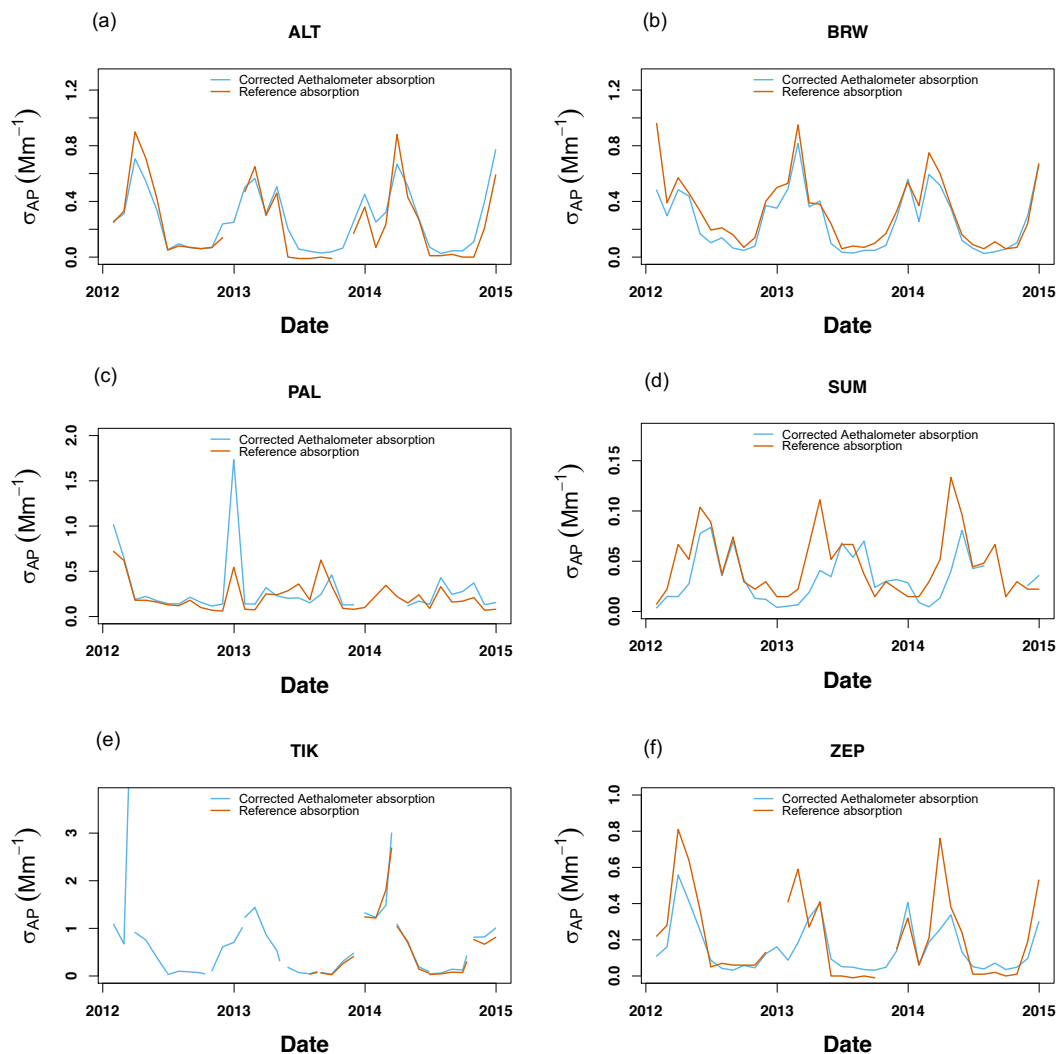 (a)
ALT
Corrected Aethalometer absorption
Reference absorption
σAP (Mm−1)
1.2
0.8
0.4
0.0
2012 2013 2014 2015
Date
(b)
BRW
Corrected Aethalometer absorption
Reference absorption
σAP (Mm−1)
1.2
0.8
0.4
0.0
2012 2013 2014 2015
Date
(c)
PAL
Corrected Aethalometer absorption
Reference absorption
σAP (Mm−1)
2.0
1.5
1.0
0.5
0.0
2012 2013 2014 2015
Date
(d)
SUM
Corrected Aethalometer absorption
Reference absorption
σAP (Mm−1)
0.15
0.10
0.05
0.00
2012 2013 2014 2015
Date
(e)
TIK
Corrected Aethalometer absorption
Reference absorption
σAP (Mm−1)
3
2
1
0
2012 2013 2014 2015
Date
(f)
ZEP
Corrected Aethalometer absorption
Reference absorption
σAP (Mm−1)
1.0
0.8
0.6
0.4
0.2
0.0
2012 2013 2014 2015
Date